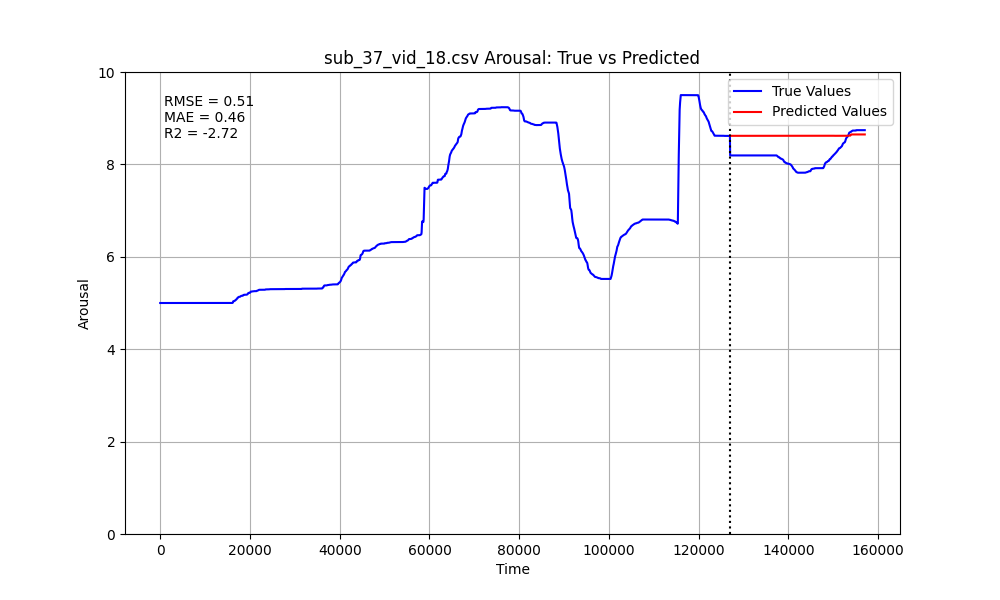 sub_37_vid_18.csv Arousal: True vs Predicted
RMSE = 0.51
MAE = 0.46
R2 = -2.72
True Values
Predicted Values
Arousal
10
8
6
4
2
0
0 20000 40000 60000 80000 100000 120000 140000 160000
Time